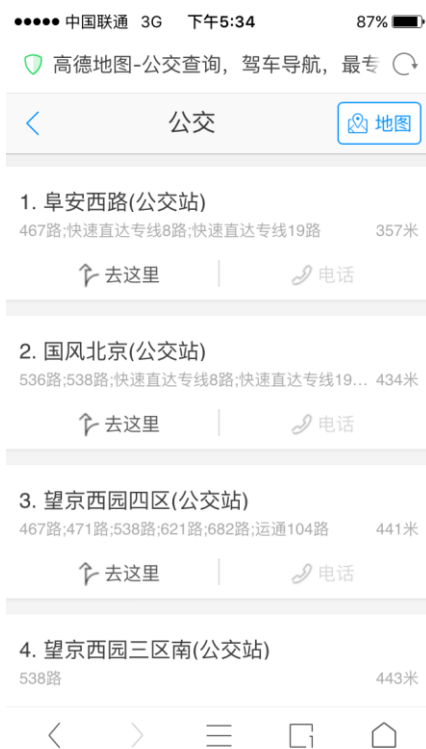 中国联通 3G 下午5:34 87%
高德地图-公交查询，驾车导航，最专
公交 地图
1. 阜安西路(公交站)
467路;快速直达专线8路;快速直达专线19路 357米
去这里 电话
2. 国风北京(公交站)
536路;538路;快速直达专线8路;快速直达专线19... 434米
去这里 电话
3. 望京西园四区(公交站)
467路;471路;538路;621路;682路;运通104路 441米
去这里 电话
4. 望京西园三区南(公交站)
538路 443米
1